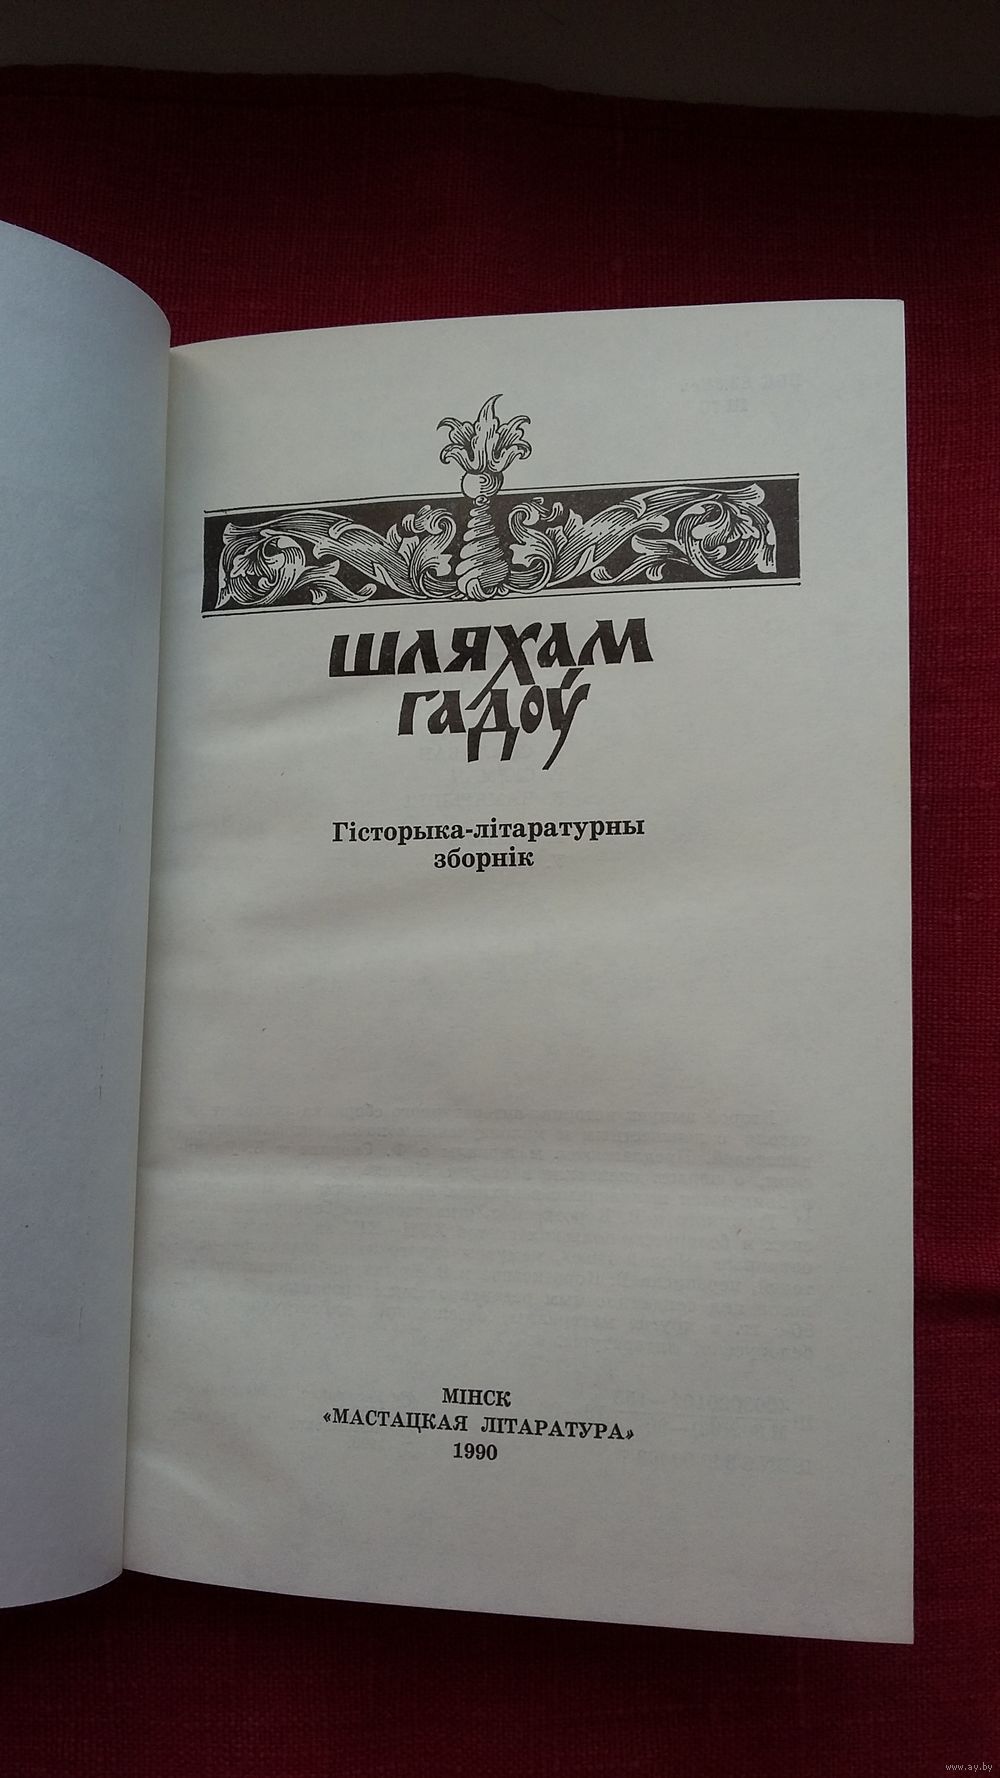 шляхам
гадоў
Гісторыка-літаратурны
зборнік
МІНСК
«МАСТАЦКАЯ ЛІТАРАТУРА»
1990
www.ay.by